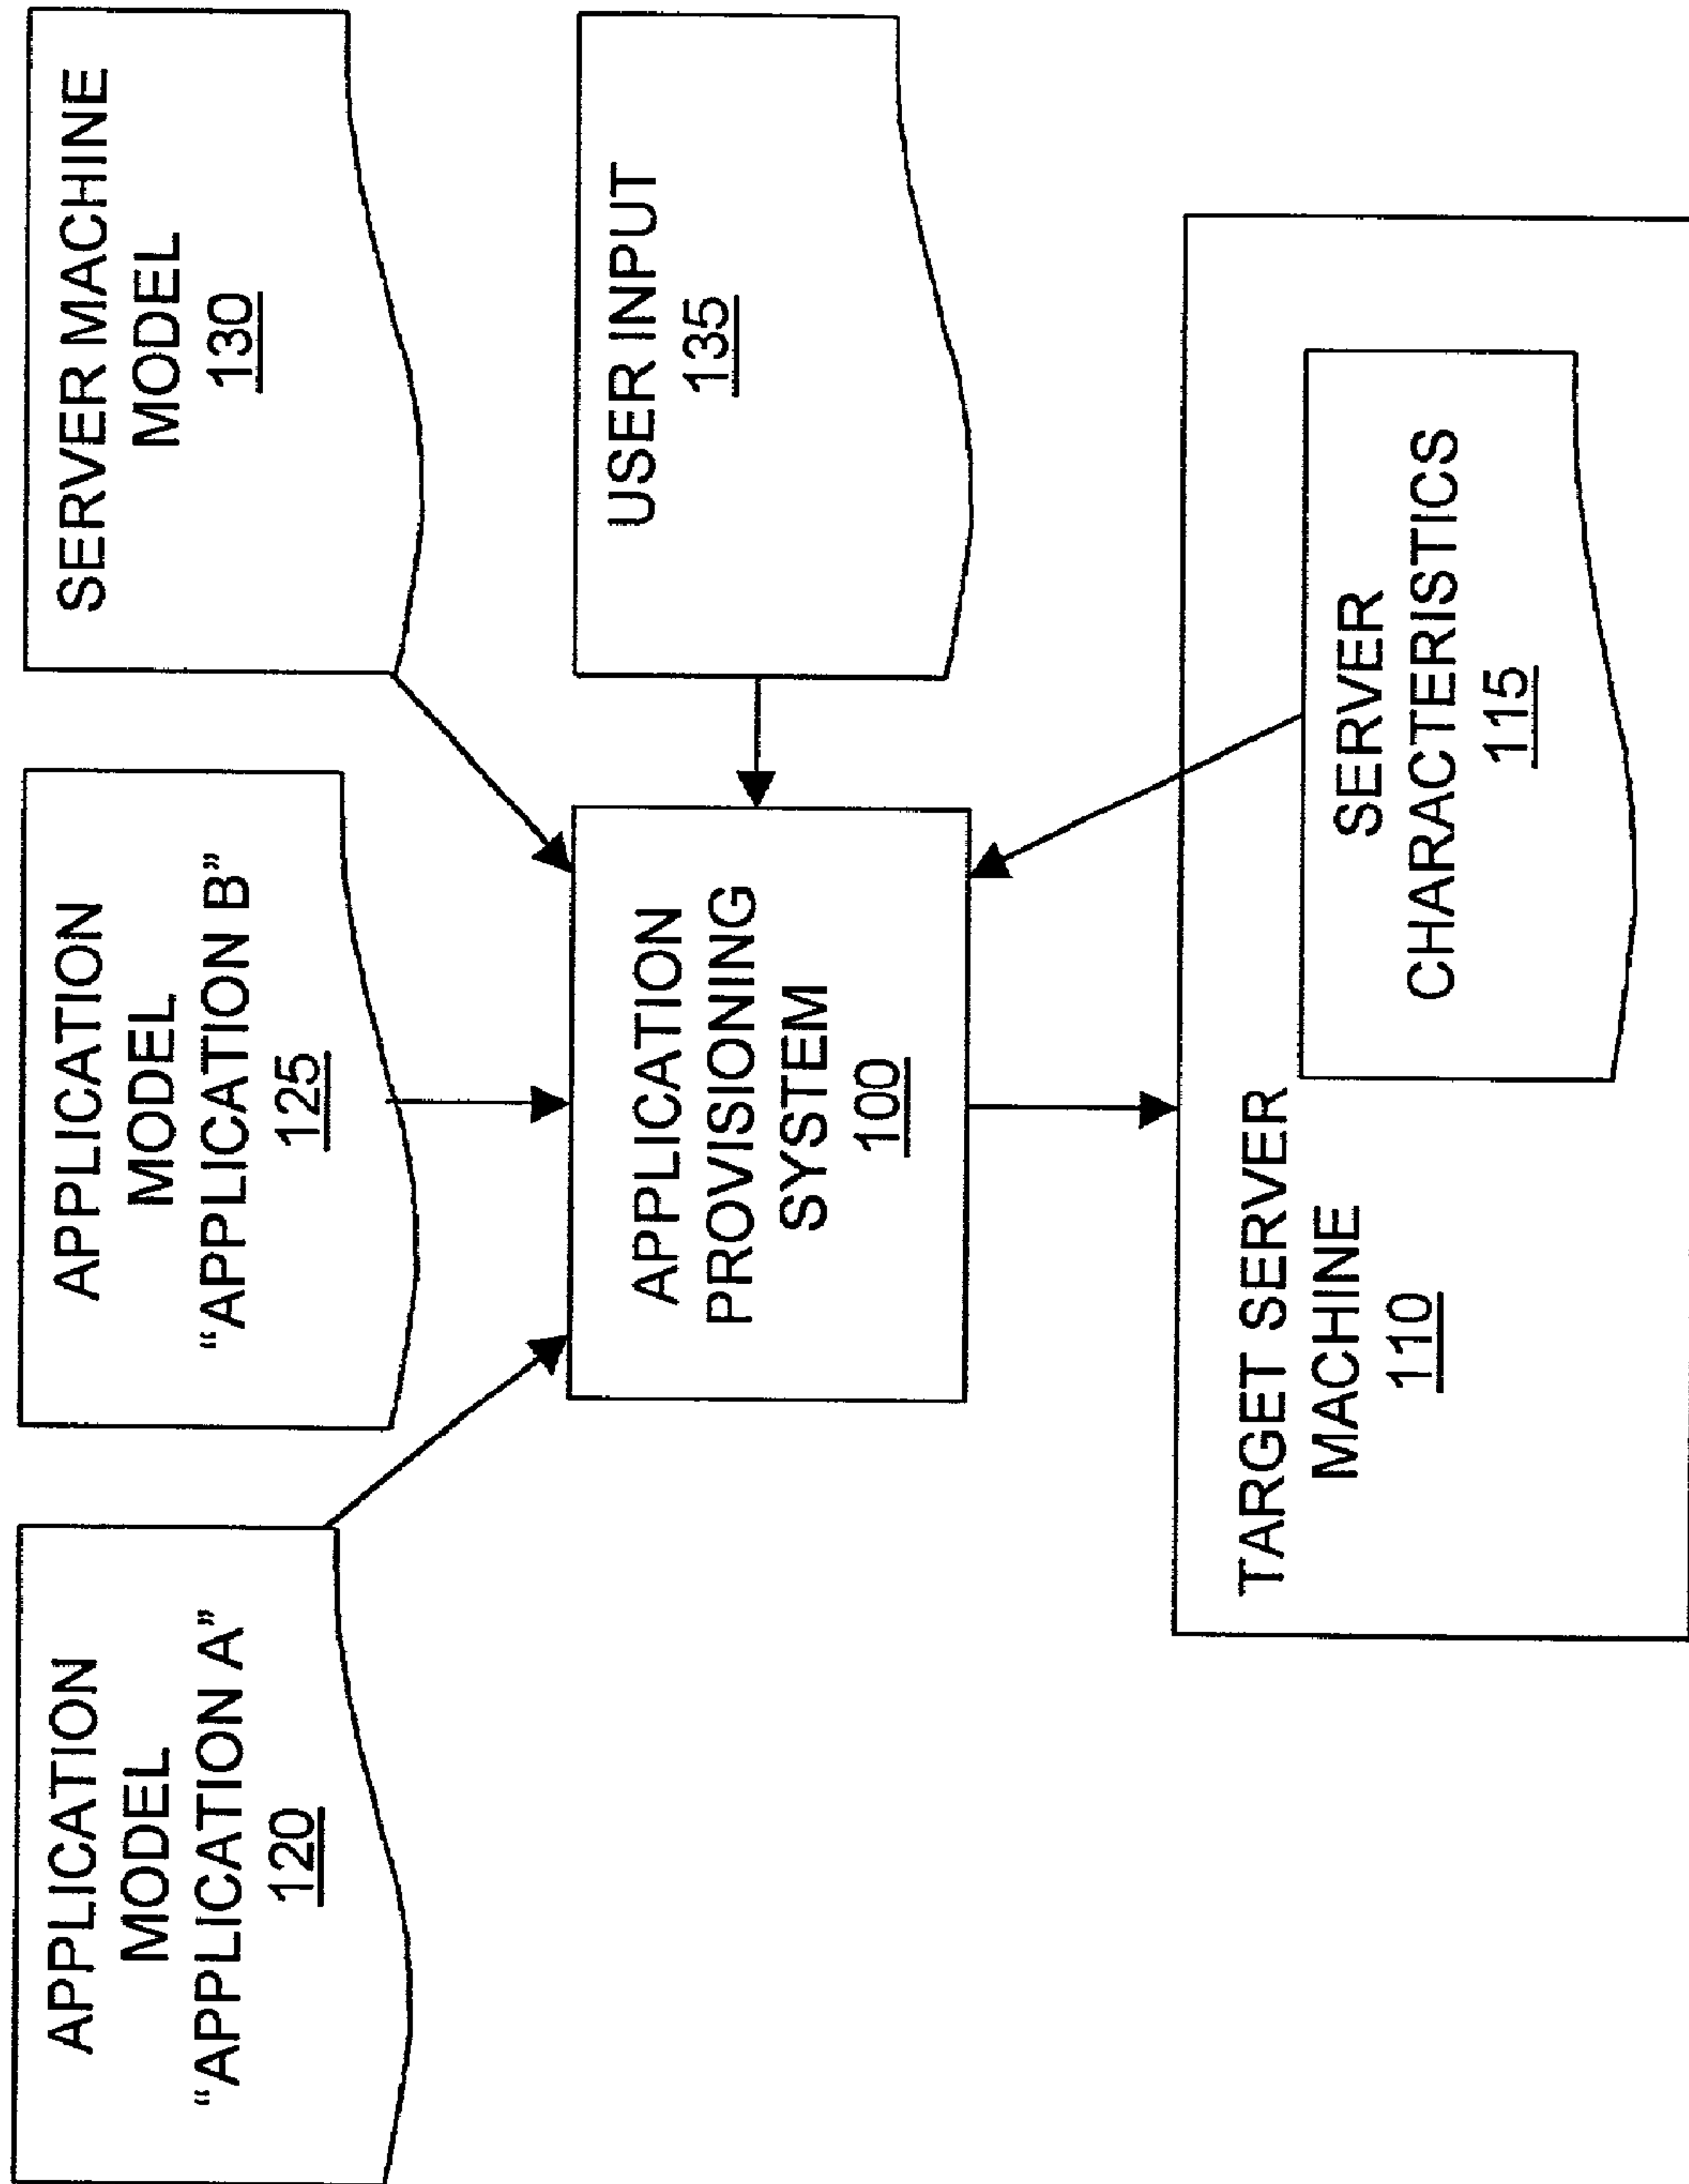 APPLICATION
MODEL
“APPLICATION A”
120
APPLICATION
MODEL
“APPLICATION B”
125
SERVER MACHINE
MODEL
130
APPLICATION
PROVISIONING
SYSTEM
100
USER INPUT
135
TARGET SERVER
MACHINE
110
SERVER
CHARACTERISTICS
115